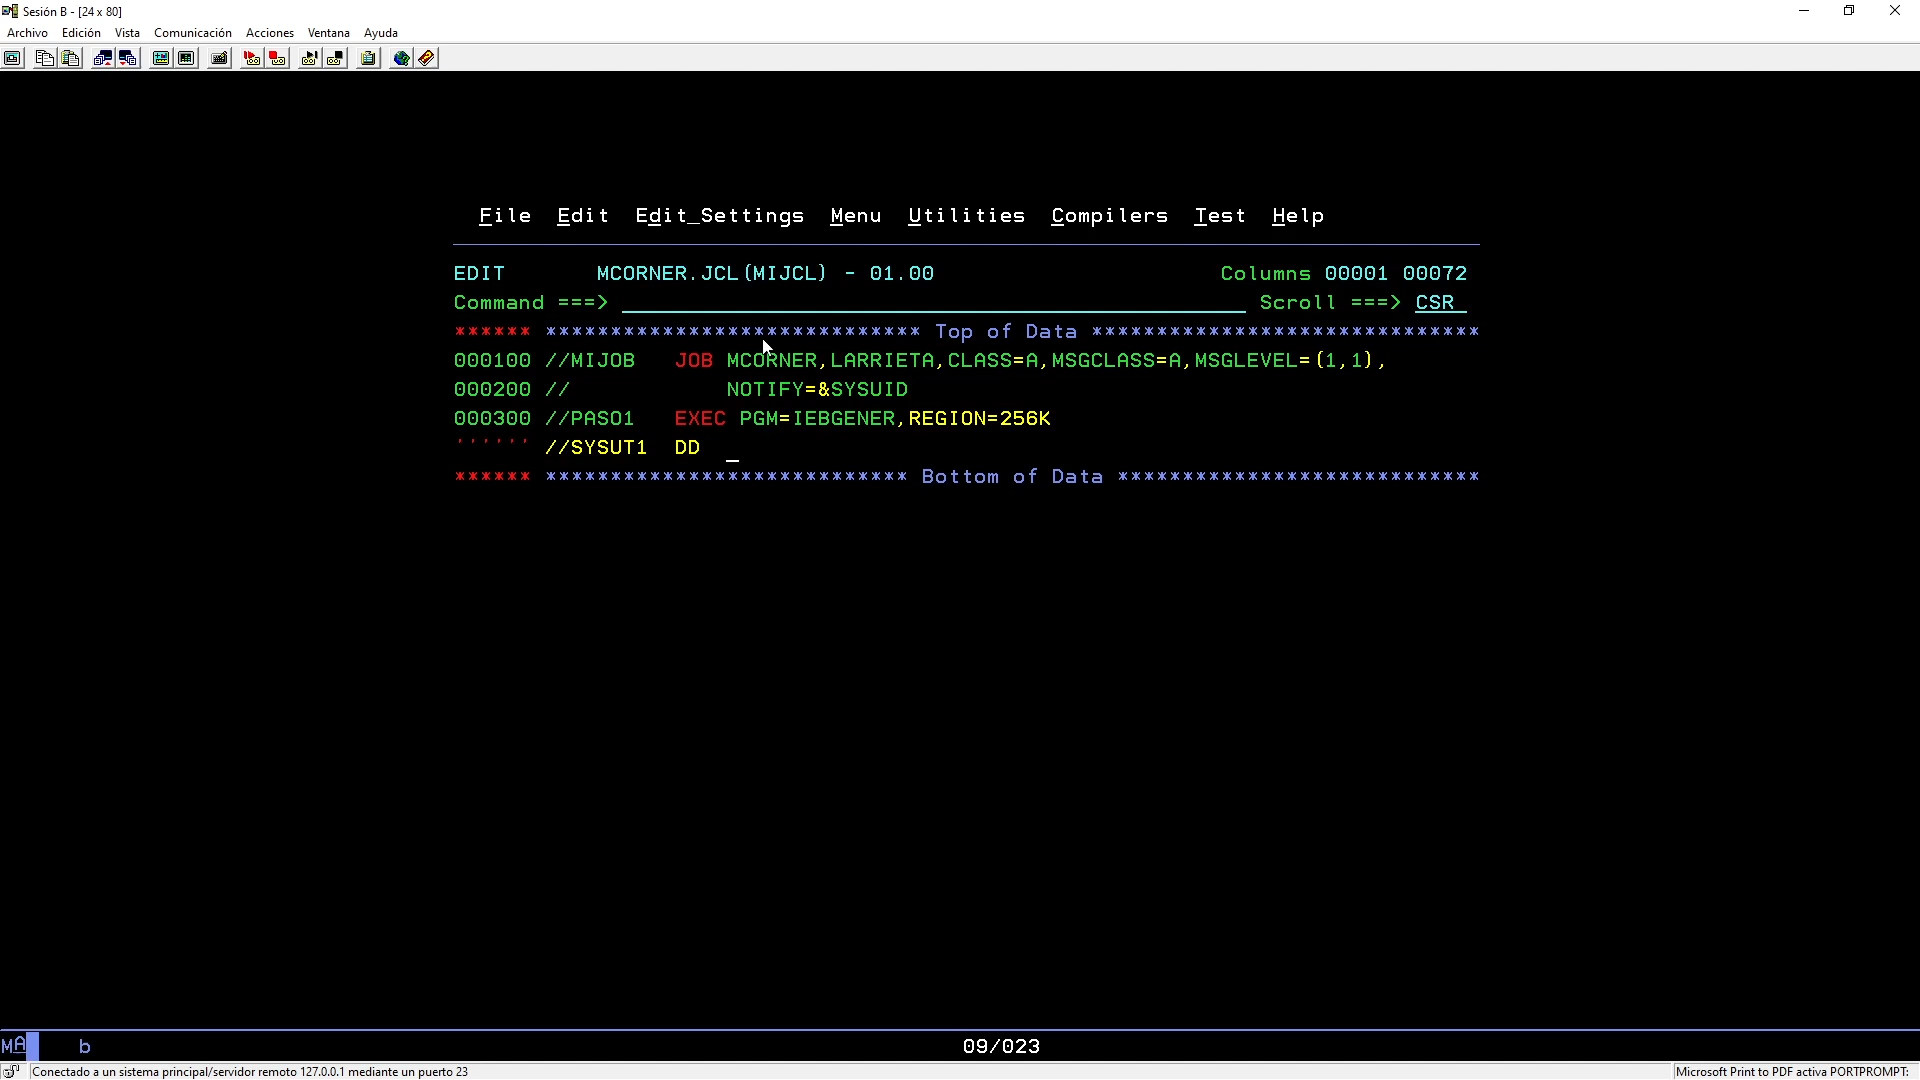 Sesión B - [24 x 80]
Archivo Edición Vista Comunicación Acciones Ventana Ayuda
File Edit Edit_Settings Menu Utilities Compilers Test Help
EDIT MCORNER.JCL(MIJCL) - 01.00 Columns 00001 00072
Command ===> Scroll ===> CSR
****** ***************************** Top of Data ******************************
000100 //MIJOB JOB MCORNER,LARRIETA,CLASS=A,MSGCLASS=A,MSGLEVEL=(1,1),
000200 // NOTIFY=&SYSUID
000300 //PASO1 EXEC PGM=IEBGENER,REGION=256K
'''''' //SYSUT1 DD _
****** **************************** Bottom of Data ****************************
MA b 09/023
Conectado a un sistema principal/servidor remoto 127.0.0.1 mediante un puerto 23 Microsoft Print to PDF activa PORTPROMPT: